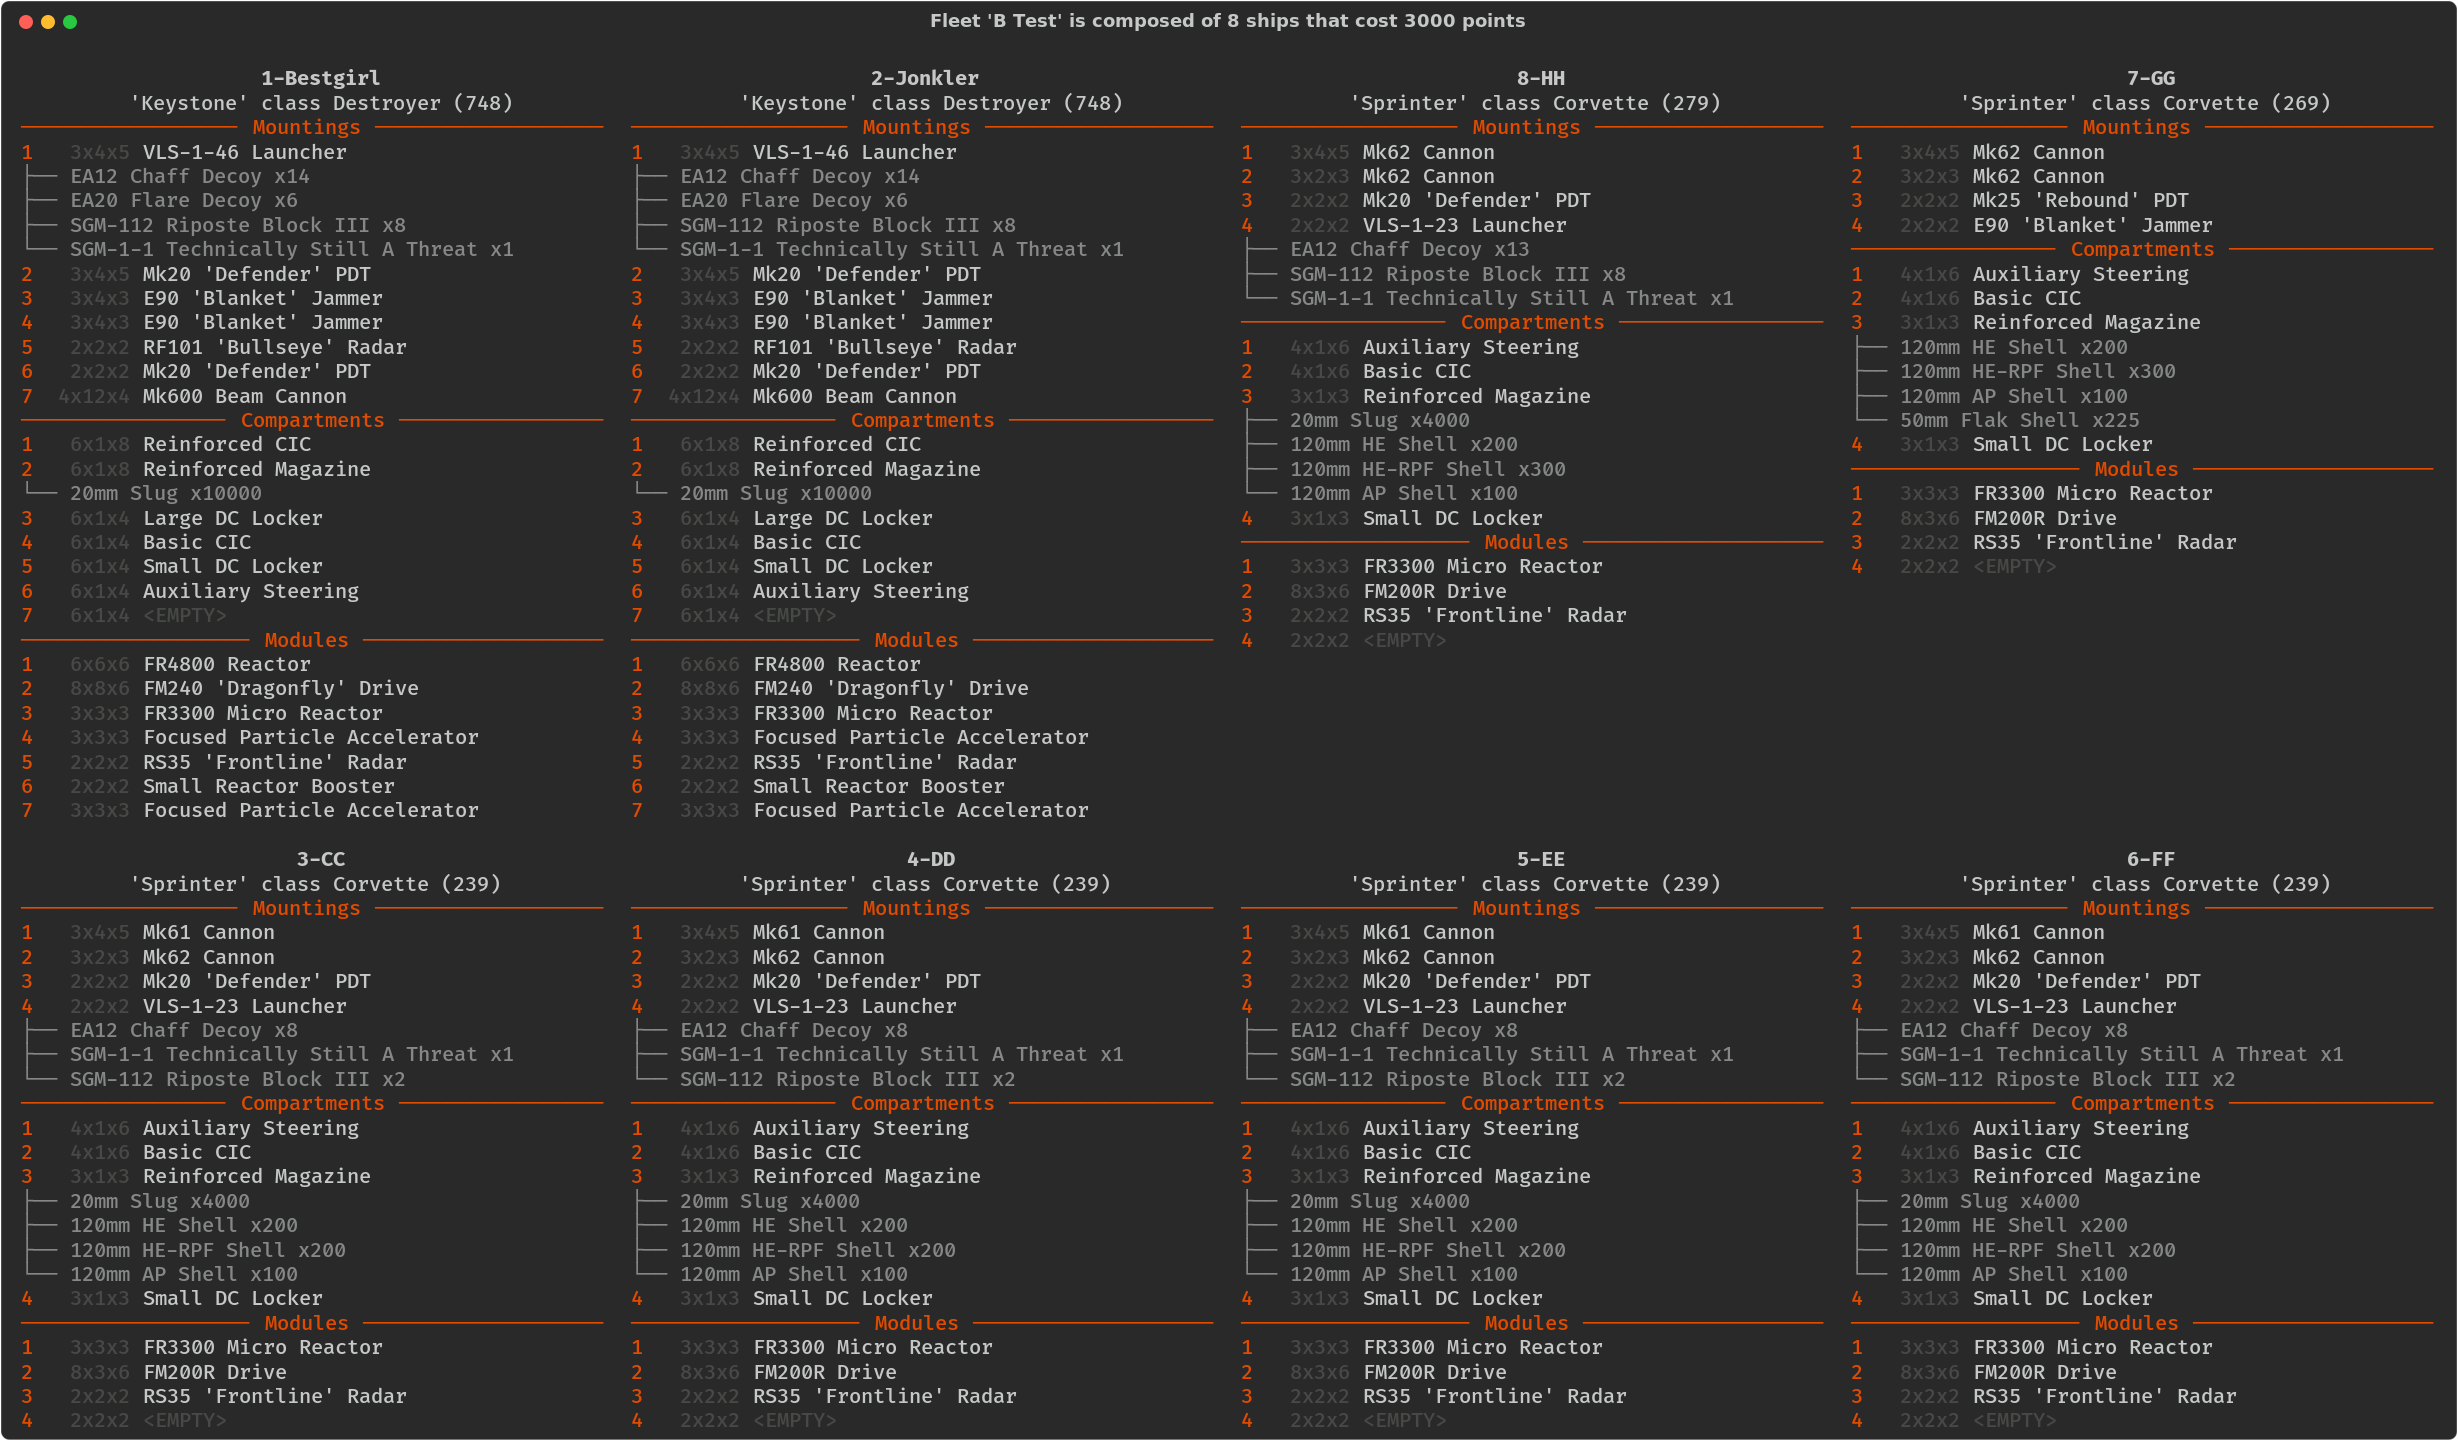 Fleet 'B Test' is composed of 8 ships that cost 3000 points
1-Bestgirl
'Keystone' class Destroyer (748)
Mountings
1 3x4x5 VLS-1-46 Launcher
EA12 Chaff Decoy x14
EA20 Flare Decoy x6
SGM-112 Riposte Block III x8
SGM-1-1 Technically Still A Threat x1
2 3x4x5 Mk20 'Defender' PDT
3 3x4x3 E90 'Blanket' Jammer
4 3x4x3 E90 'Blanket' Jammer
5 2x2x2 RF101 'Bullseye' Radar
6 2x2x2 Mk20 'Defender' PDT
7 4x12x4 Mk600 Beam Cannon
Compartments
1 6x1x8 Reinforced CIC
2 6x1x8 Reinforced Magazine
20mm Slug x10000
3 6x1x4 Large DC Locker
4 6x1x4 Basic CIC
5 6x1x4 Small DC Locker
6 6x1x4 Auxiliary Steering
7 6x1x4 <EMPTY>
Modules
1 6x6x6 FR4800 Reactor
2 8x8x6 FM240 'Dragonfly' Drive
3 3x3x3 FR3300 Micro Reactor
4 3x3x3 Focused Particle Accelerator
5 2x2x2 RS35 'Frontline' Radar
6 2x2x2 Small Reactor Booster
7 3x3x3 Focused Particle Accelerator
2-Jonkler
'Keystone' class Destroyer (748)
Mountings
1 3x4x5 VLS-1-46 Launcher
EA12 Chaff Decoy x14
EA20 Flare Decoy x6
SGM-112 Riposte Block III x8
SGM-1-1 Technically Still A Threat x1
2 3x4x5 Mk20 'Defender' PDT
3 3x4x3 E90 'Blanket' Jammer
4 3x4x3 E90 'Blanket' Jammer
5 2x2x2 RF101 'Bullseye' Radar
6 2x2x2 Mk20 'Defender' PDT
7 4x12x4 Mk600 Beam Cannon
Compartments
1 6x1x8 Reinforced CIC
2 6x1x8 Reinforced Magazine
20mm Slug x10000
3 6x1x4 Large DC Locker
4 6x1x4 Basic CIC
5 6x1x4 Small DC Locker
6 6x1x4 Auxiliary Steering
7 6x1x4 <EMPTY>
Modules
1 6x6x6 FR4800 Reactor
2 8x8x6 FM240 'Dragonfly' Drive
3 3x3x3 FR3300 Micro Reactor
4 3x3x3 Focused Particle Accelerator
5 2x2x2 RS35 'Frontline' Radar
6 2x2x2 Small Reactor Booster
7 3x3x3 Focused Particle Accelerator
8-HH
'Sprinter' class Corvette (279)
Mountings
1 3x4x5 Mk62 Cannon
2 3x2x3 Mk62 Cannon
3 2x2x2 Mk20 'Defender' PDT
4 2x2x2 VLS-1-23 Launcher
EA12 Chaff Decoy x13
SGM-112 Riposte Block III x8
SGM-1-1 Technically Still A Threat x1
Compartments
1 4x1x6 Auxiliary Steering
2 4x1x6 Basic CIC
3 3x1x3 Reinforced Magazine
20mm Slug x4000
120mm HE Shell x200
120mm HE-RPF Shell x300
120mm AP Shell x100
4 3x1x3 Small DC Locker
Modules
1 3x3x3 FR3300 Micro Reactor
2 8x3x6 FM200R Drive
3 2x2x2 RS35 'Frontline' Radar
4 2x2x2 <EMPTY>
7-GG
'Sprinter' class Corvette (269)
Mountings
1 3x4x5 Mk62 Cannon
2 3x2x3 Mk62 Cannon
3 2x2x2 Mk25 'Rebound' PDT
4 2x2x2 E90 'Blanket' Jammer
Compartments
1 4x1x6 Auxiliary Steering
2 4x1x6 Basic CIC
3 3x1x3 Reinforced Magazine
120mm HE Shell x200
120mm HE-RPF Shell x300
120mm AP Shell x100
50mm Flak Shell x225
4 3x1x3 Small DC Locker
Modules
1 3x3x3 FR3300 Micro Reactor
2 8x3x6 FM200R Drive
3 2x2x2 RS35 'Frontline' Radar
4 2x2x2 <EMPTY>
3-CC
'Sprinter' class Corvette (239)
Mountings
1 3x4x5 Mk61 Cannon
2 3x2x3 Mk62 Cannon
3 2x2x2 Mk20 'Defender' PDT
4 2x2x2 VLS-1-23 Launcher
EA12 Chaff Decoy x8
SGM-1-1 Technically Still A Threat x1
SGM-112 Riposte Block III x2
Compartments
1 4x1x6 Auxiliary Steering
2 4x1x6 Basic CIC
3 3x1x3 Reinforced Magazine
20mm Slug x4000
120mm HE Shell x200
120mm HE-RPF Shell x200
120mm AP Shell x100
4 3x1x3 Small DC Locker
Modules
1 3x3x3 FR3300 Micro Reactor
2 8x3x6 FM200R Drive
3 2x2x2 RS35 'Frontline' Radar
4 2x2x2 <EMPTY>
4-DD
'Sprinter' class Corvette (239)
Mountings
1 3x4x5 Mk61 Cannon
2 3x2x3 Mk62 Cannon
3 2x2x2 Mk20 'Defender' PDT
4 2x2x2 VLS-1-23 Launcher
EA12 Chaff Decoy x8
SGM-1-1 Technically Still A Threat x1
SGM-112 Riposte Block III x2
Compartments
1 4x1x6 Auxiliary Steering
2 4x1x6 Basic CIC
3 3x1x3 Reinforced Magazine
20mm Slug x4000
120mm HE Shell x200
120mm HE-RPF Shell x200
120mm AP Shell x100
4 3x1x3 Small DC Locker
Modules
1 3x3x3 FR3300 Micro Reactor
2 8x3x6 FM200R Drive
3 2x2x2 RS35 'Frontline' Radar
4 2x2x2 <EMPTY>
5-EE
'Sprinter' class Corvette (239)
Mountings
1 3x4x5 Mk61 Cannon
2 3x2x3 Mk62 Cannon
3 2x2x2 Mk20 'Defender' PDT
4 2x2x2 VLS-1-23 Launcher
EA12 Chaff Decoy x8
SGM-1-1 Technically Still A Threat x1
SGM-112 Riposte Block III x2
Compartments
1 4x1x6 Auxiliary Steering
2 4x1x6 Basic CIC
3 3x1x3 Reinforced Magazine
20mm Slug x4000
120mm HE Shell x200
120mm HE-RPF Shell x200
120mm AP Shell x100
4 3x1x3 Small DC Locker
Modules
1 3x3x3 FR3300 Micro Reactor
2 8x3x6 FM200R Drive
3 2x2x2 RS35 'Frontline' Radar
4 2x2x2 <EMPTY>
6-FF
'Sprinter' class Corvette (239)
Mountings
1 3x4x5 Mk61 Cannon
2 3x2x3 Mk62 Cannon
3 2x2x2 Mk20 'Defender' PDT
4 2x2x2 VLS-1-23 Launcher
EA12 Chaff Decoy x8
SGM-1-1 Technically Still A Threat x1
SGM-112 Riposte Block III x2
Compartments
1 4x1x6 Auxiliary Steering
2 4x1x6 Basic CIC
3 3x1x3 Reinforced Magazine
20mm Slug x4000
120mm HE Shell x200
120mm HE-RPF Shell x200
120mm AP Shell x100
4 3x1x3 Small DC Locker
Modules
1 3x3x3 FR3300 Micro Reactor
2 8x3x6 FM200R Drive
3 2x2x2 RS35 'Frontline' Radar
4 2x2x2 <EMPTY>